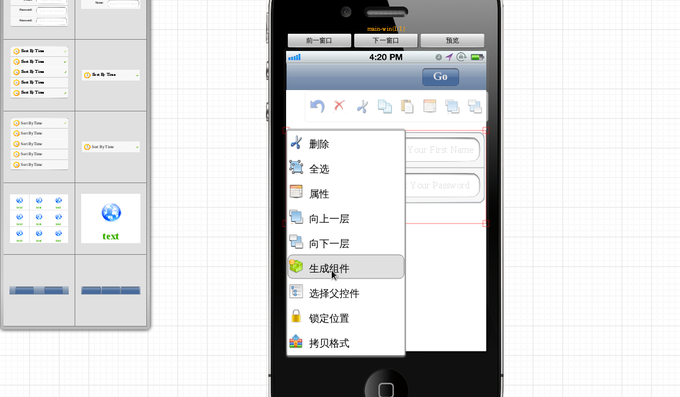 Sort By Time
Sort By Time
Sort By Time
Sort By Time
Sort By Time
Sort By Time
Sort By Time
Sort By Time
Sort By Time
Sort By Time
Sort By Time
Sort By Time
text
main-win[1]
前一窗口
下一窗口
预览
4:20 PM
Go
删除
全选
属性
向上一层
向下一层
生成组件
选择父控件
锁定位置
拷贝格式
Your First Name
Your Password